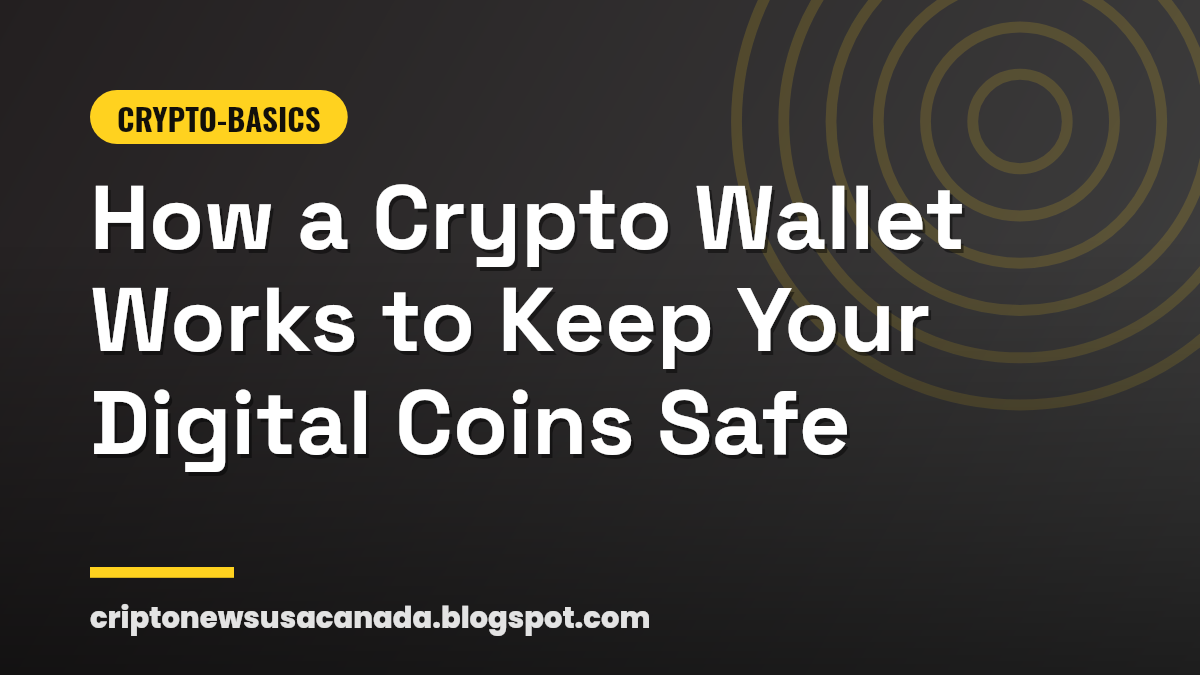 CRYPTO-BASICS
How a Crypto Wallet
Works to Keep Your
Digital Coins Safe
criptonewsusacanada.blogspot.com